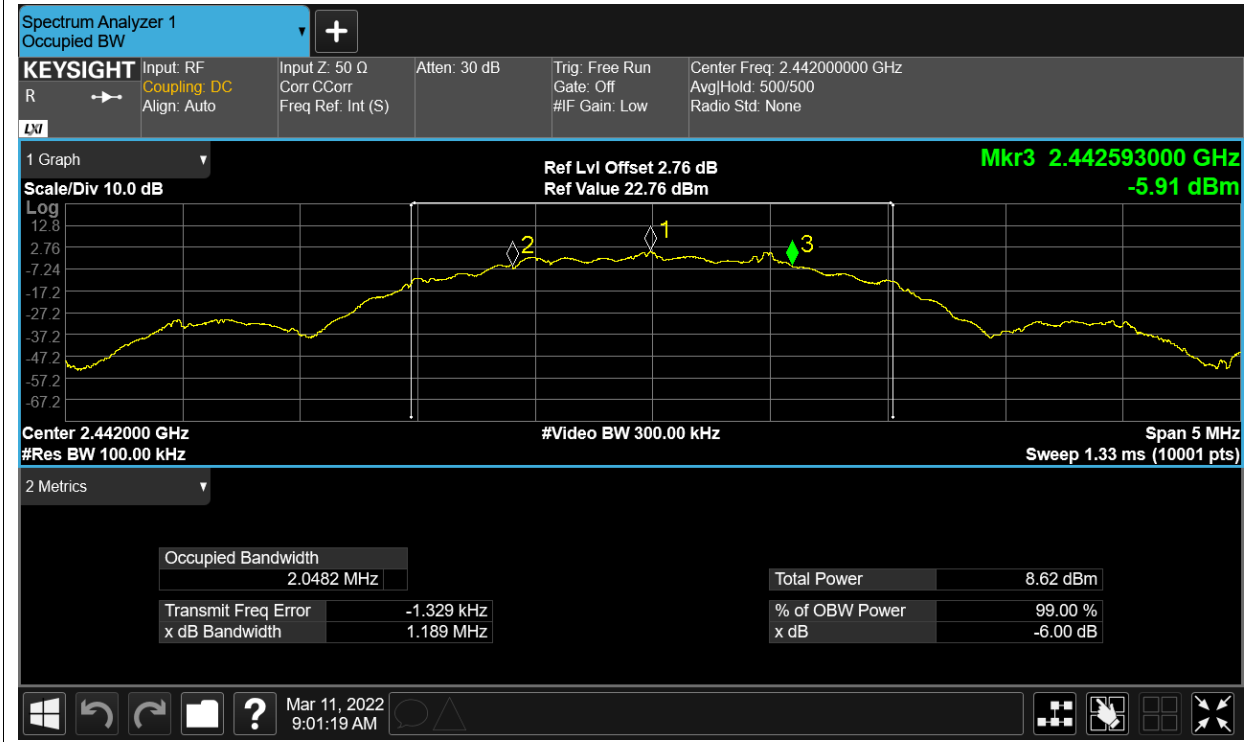 Spectrum Analyzer 1
Occupied BW
KEYSIGHT Input: RF Input Z: 50 Ω Atten: 30 dB Trig: Free Run Center Freq: 2.442000000 GHz
R Coupling: DC Corr CCorr Gate: Off Avg|Hold: 500/500
Align: Auto Freq Ref: Int (S) #IF Gain: Low Radio Std: None
LXI
1 Graph Ref Lvl Offset 2.76 dB Mkr3 2.442593000 GHz
Scale/Div 10.0 dB Ref Value 22.76 dBm -5.91 dBm
Log
12.8
2.76
-7.24
-17.2
-27.2
-37.2
-47.2
-57.2
-67.2
2 1 3
Center 2.442000 GHz #Video BW 300.00 kHz Span 5 MHz
#Res BW 100.00 kHz Sweep 1.33 ms (10001 pts)
2 Metrics
Occupied Bandwidth
2.0482 MHz Total Power 8.62 dBm
Transmit Freq Error -1.329 kHz % of OBW Power 99.00 %
x dB Bandwidth 1.189 MHz x dB -6.00 dB
? Mar 11, 2022
9:01:19 AM